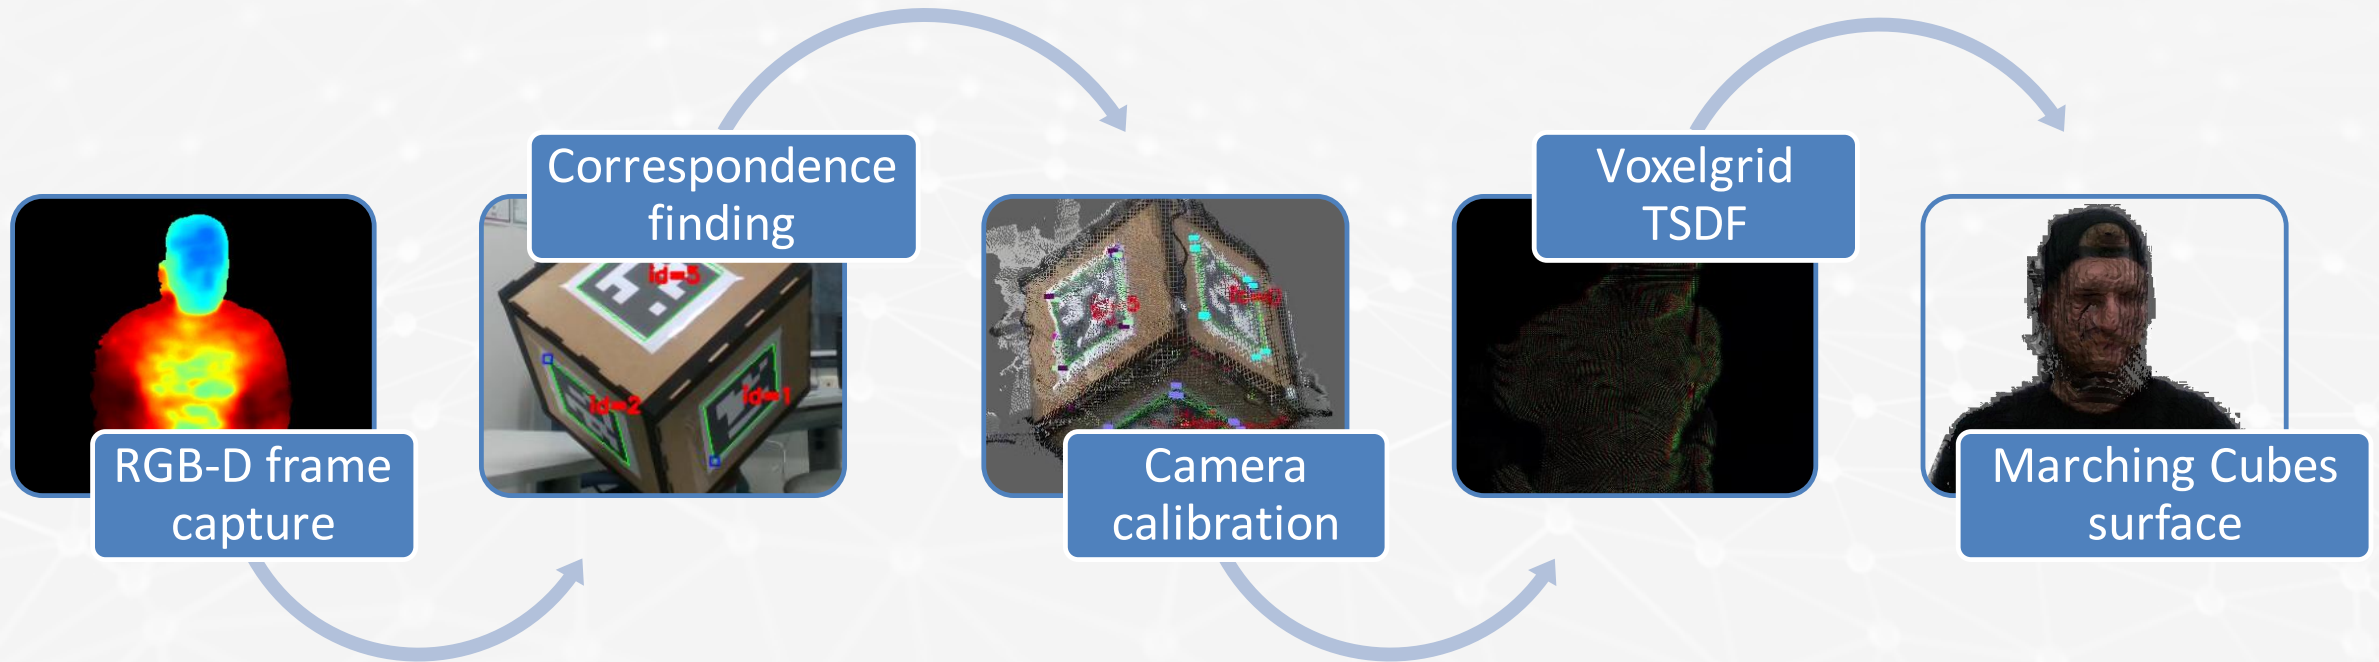 RGB-D frame
capture
Correspondence
finding
id=5
id=2
id=1
Camera
calibration
Voxelgrid
TSDF
Marching Cubes
surface